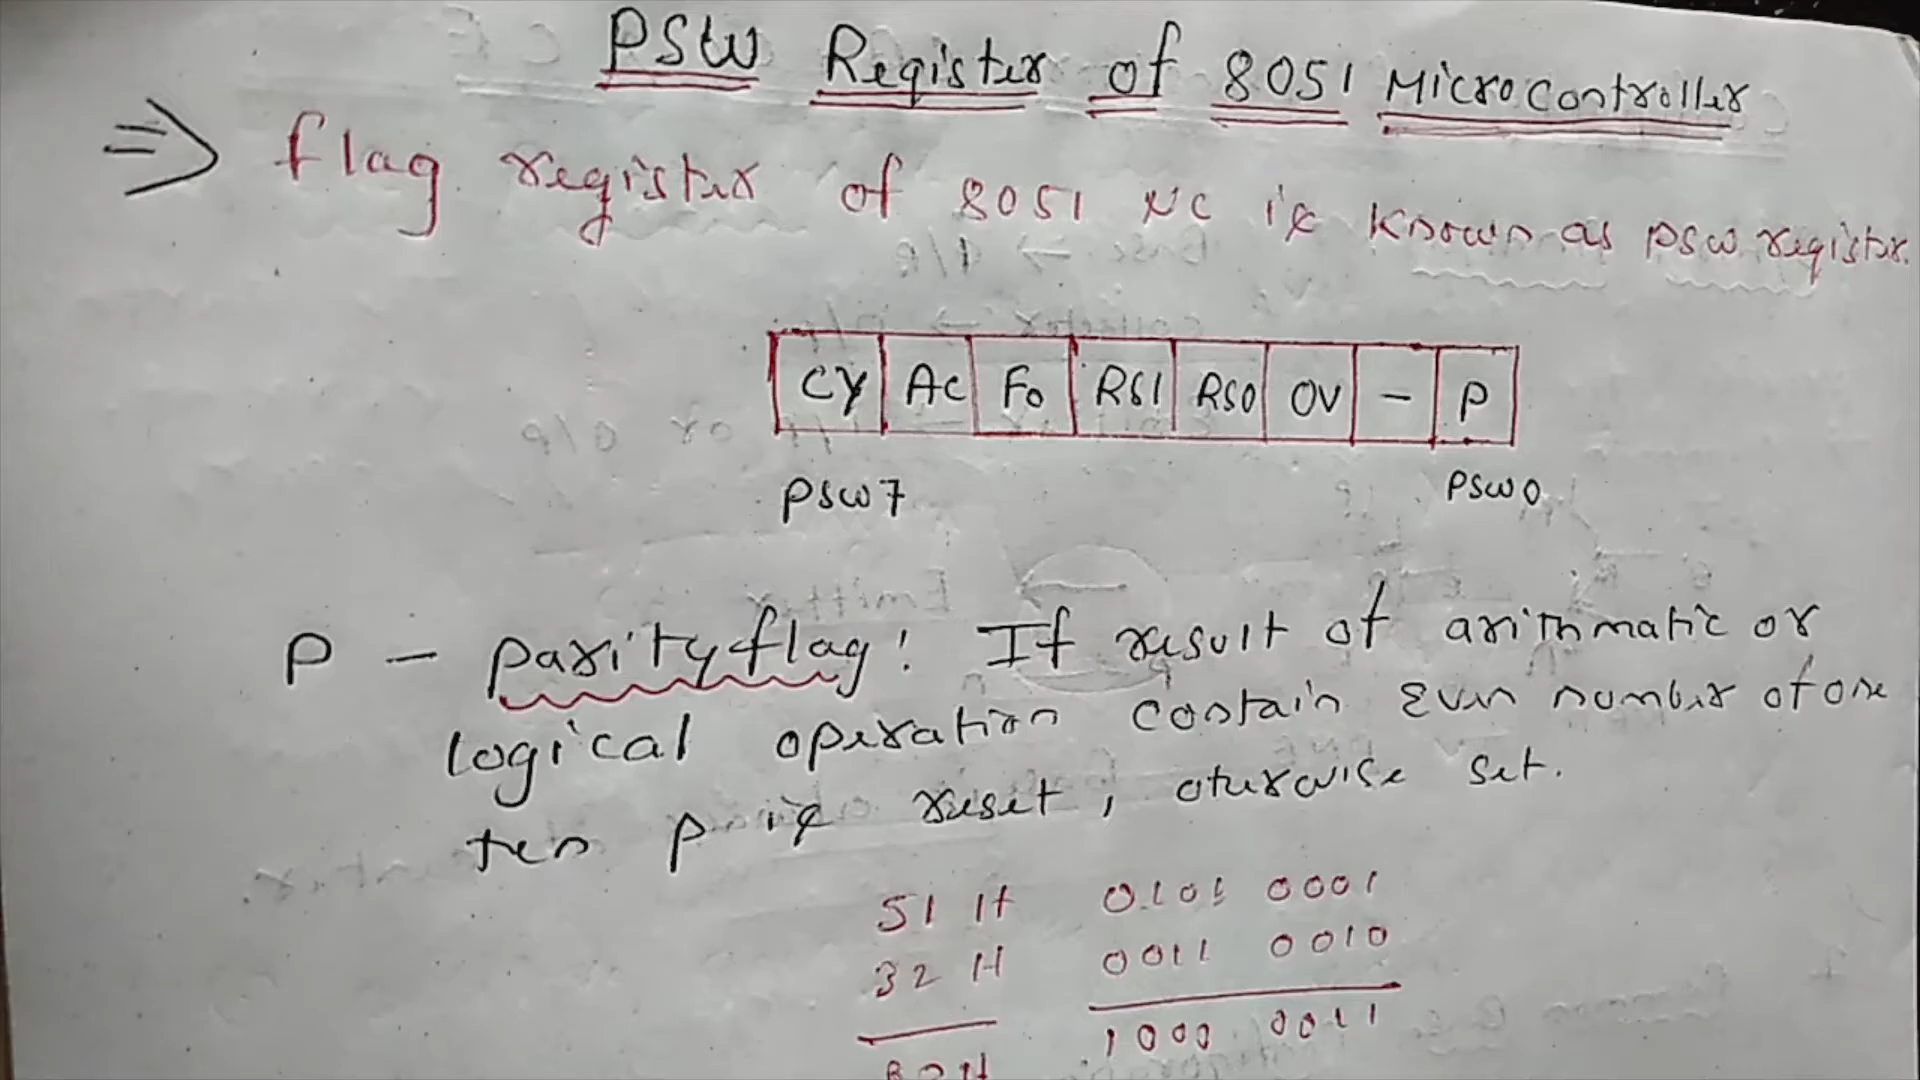 PSW Register of 8051 Microcontroller
⇒ flag register of 8051 uc is known as psw register.
CY AC F0 RS1 RS0 OV - P
PSW7 PSW0
P - parity flag: If result of arithmatic or
logical operation contain even number of one
then P is reset, otherwise set.
51 H 0101 0001
32 H 0011 0010
1000 0011